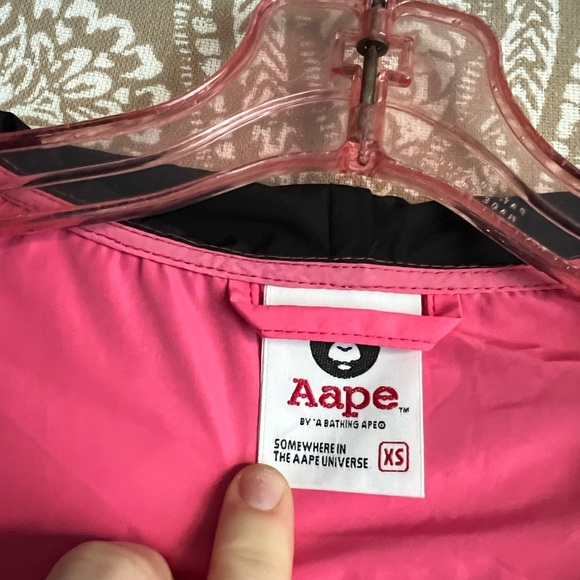 Aape™
BY *A BATHING APE®
SOMEWHERE IN
THE AAPE UNIVERSE
XS